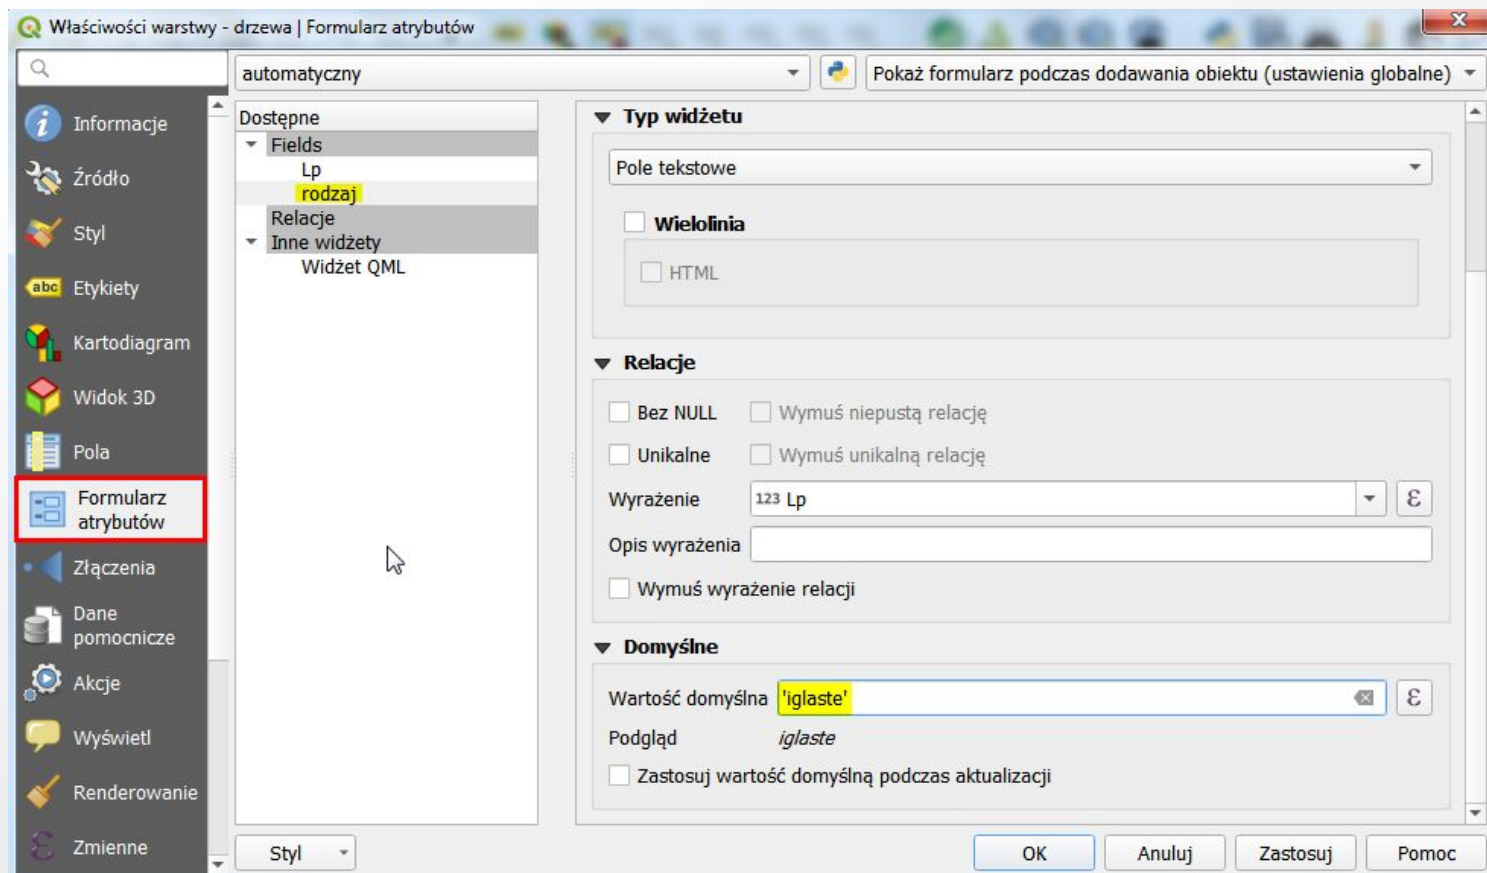 Właściwości warstwy - drzewa | Formularz atrybutów
automatyczny
Pokaż formularz podczas dodawania obiektu (ustawienia globalne)
Informacje
Źródło
Styl
abc Etykiety
Kartodiagram
Widok 3D
Pola
Formularz
atrybutów
Złączenia
Dane
pomocnicze
Akcje
Wyświetl
Renderowanie
Zmienne
Dostępne
Fields
Lp
rodzaj
Relacje
Inne widżety
Widżet QML
Styl
Typ widżetu
Pole tekstowe
Wielolinia
HTML
Relacje
Bez NULL Wymuś niepustą relację
Unikalne Wymuś unikalną relację
Wyrażenie 123 Lp ε
Opis wyrażenia
Wymuś wyrażenie relacji
Domyślne
Wartość domyślna 'iglaste' ε
Podgląd iglaste
Zastosuj wartość domyślną podczas aktualizacji
OK Anuluj Zastosuj Pomoc